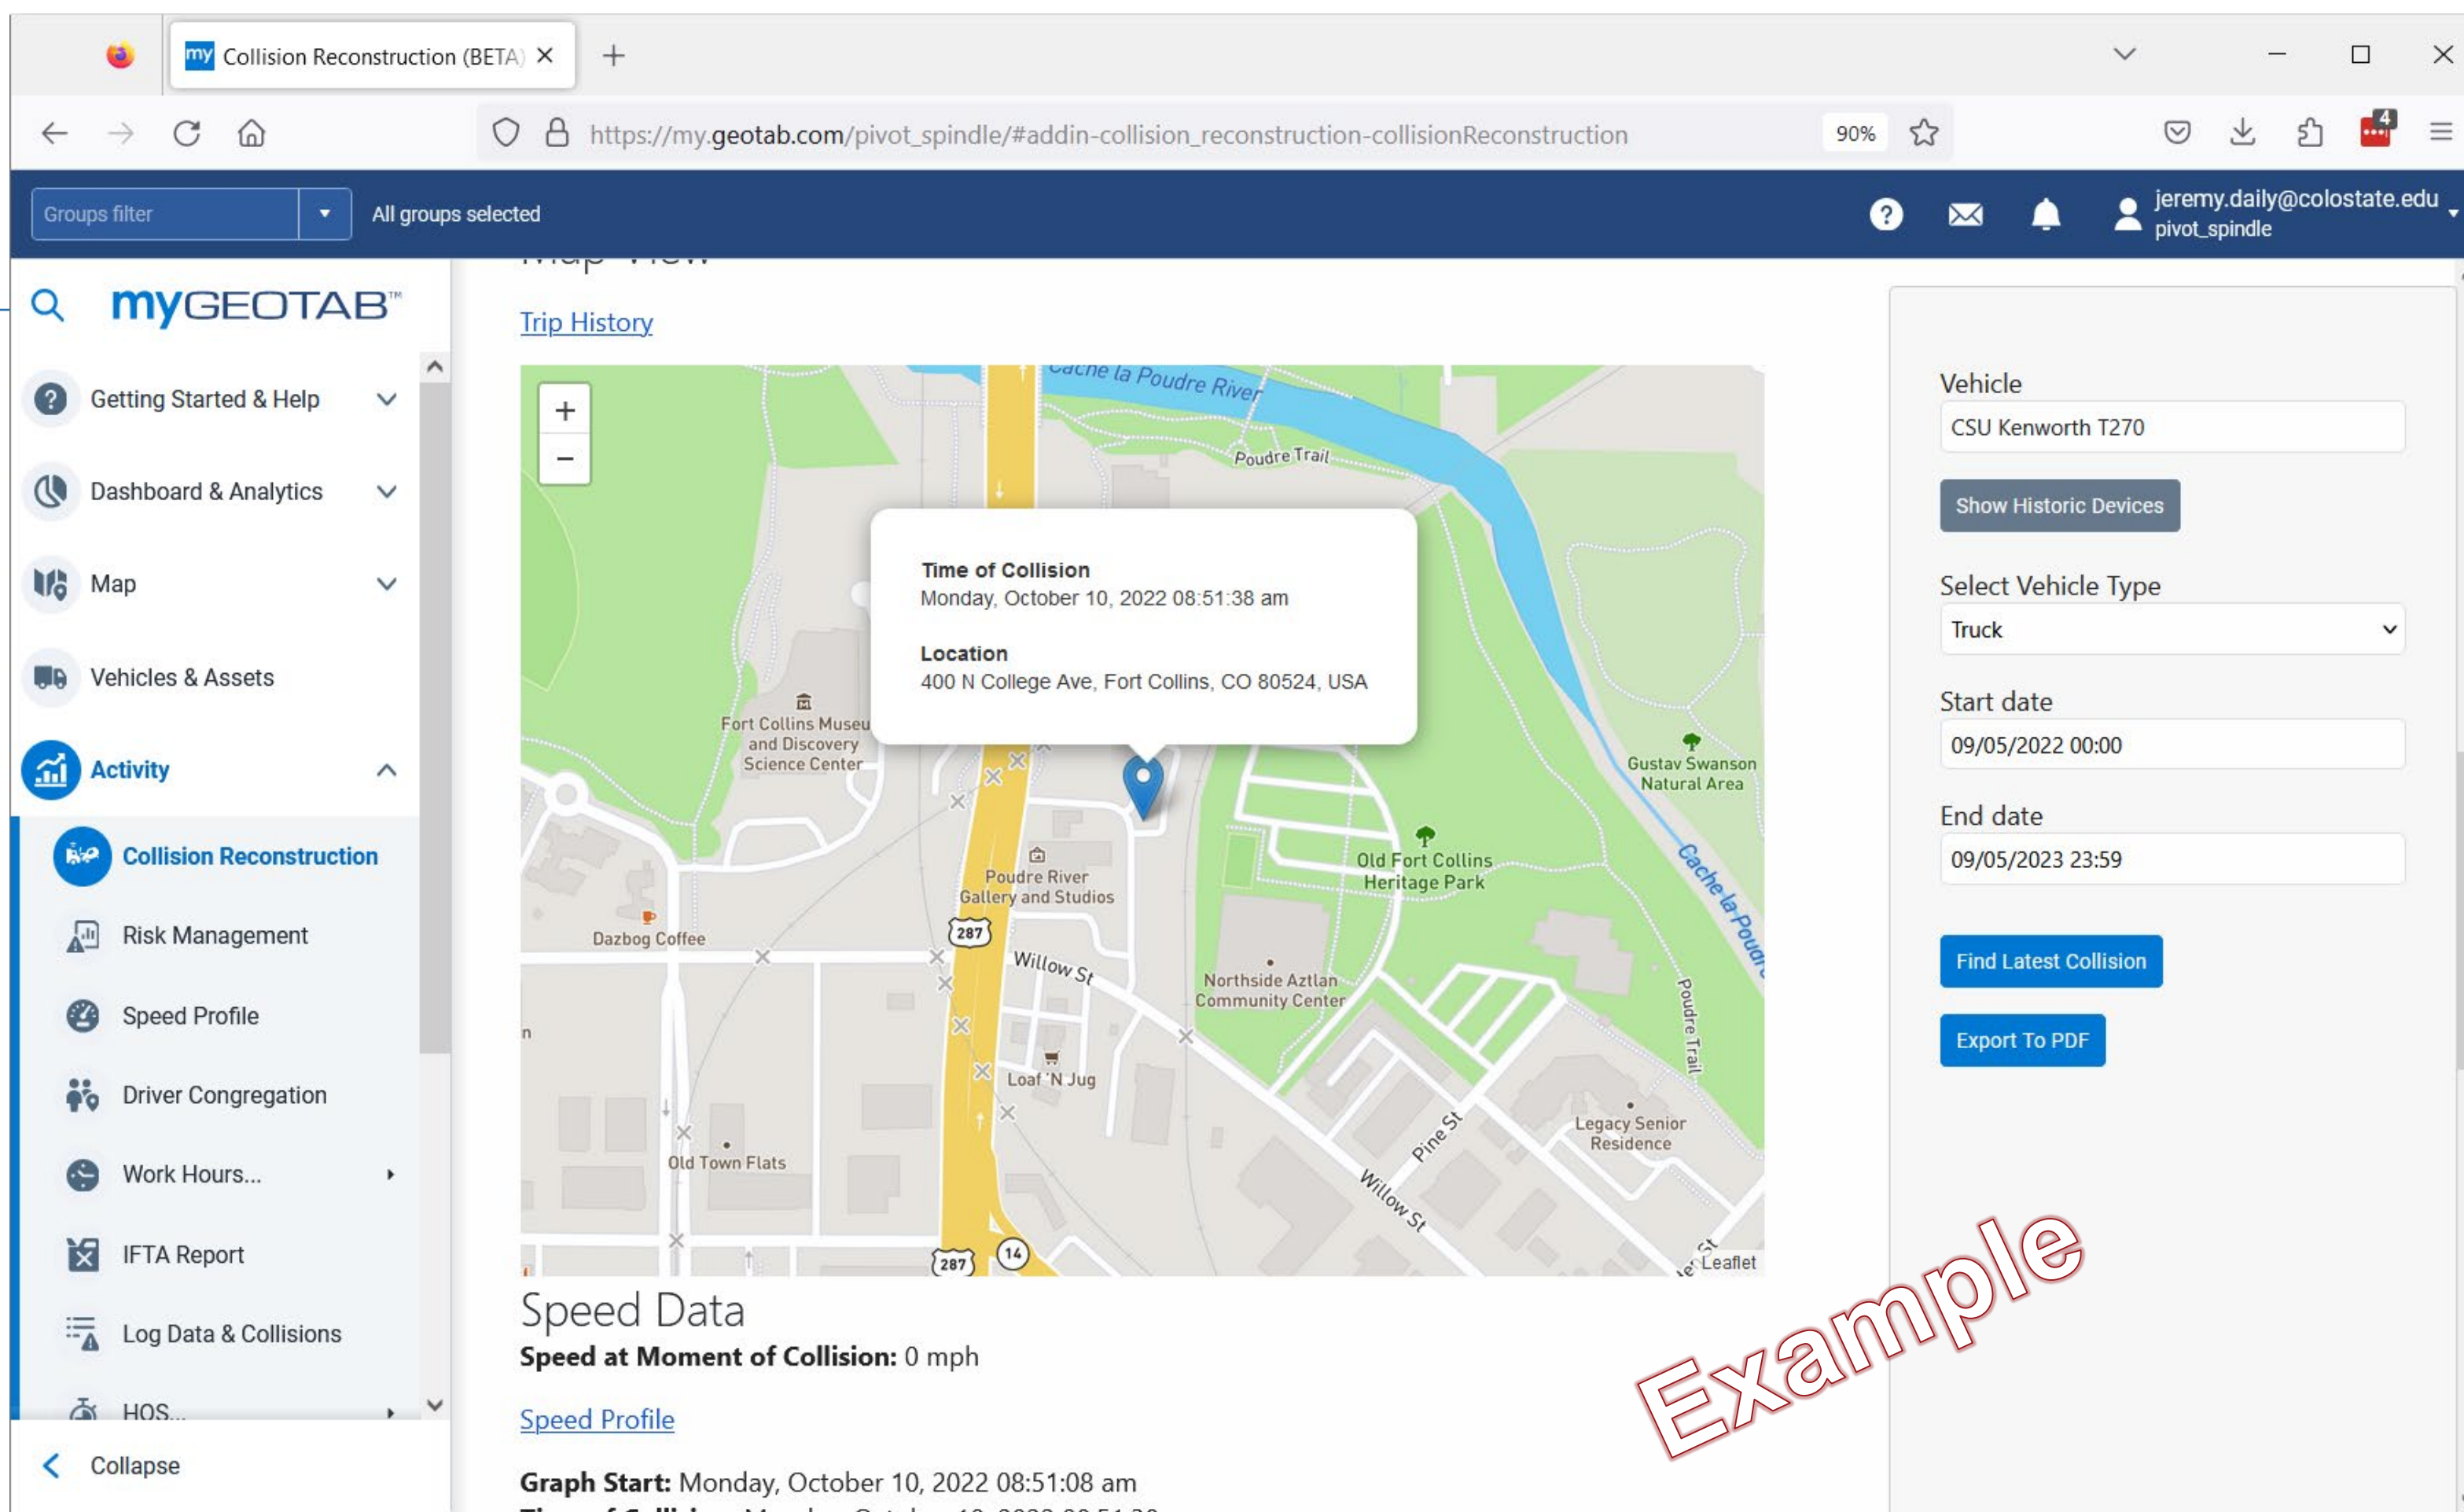 my Collision Reconstruction (BETA)
https://my.geotab.com/pivot_spindle/#addin-collision_reconstruction-collisionReconstruction
90%
4
Groups filter
All groups selected
?
jeremy.daily@colostate.edu
pivot_spindle
myGEOTAB™
Getting Started & Help
Dashboard & Analytics
Map
Vehicles & Assets
Activity
Collision Reconstruction
Risk Management
Speed Profile
Driver Congregation
Work Hours...
IFTA Report
Log Data & Collisions
HOS...
Collapse
Map View
Trip History
+
−
Cache la Poudre River
Poudre Trail
Time of Collision
Monday, October 10, 2022 08:51:38 am
Location
400 N College Ave, Fort Collins, CO 80524, USA
Fort Collins Museu
and Discovery
Science Center
Gustav Swanson
Natural Area
Old Fort Collins
Heritage Park
Poudre River
Gallery and Studios
Cache la Poudre
Dazbog Coffee
287
Willow St
Northside Aztlan
Community Center
Poudre Trail
n
Loaf 'N Jug
Pine St
Legacy Senior
Residence
Old Town Flats
Willow St
287
14
St
Leaflet
Speed Data
Speed at Moment of Collision: 0 mph
Speed Profile
Graph Start: Monday, October 10, 2022 08:51:08 am
Vehicle
CSU Kenworth T270
Show Historic Devices
Select Vehicle Type
Truck
Start date
09/05/2022 00:00
End date
09/05/2023 23:59
Find Latest Collision
Export To PDF
Example